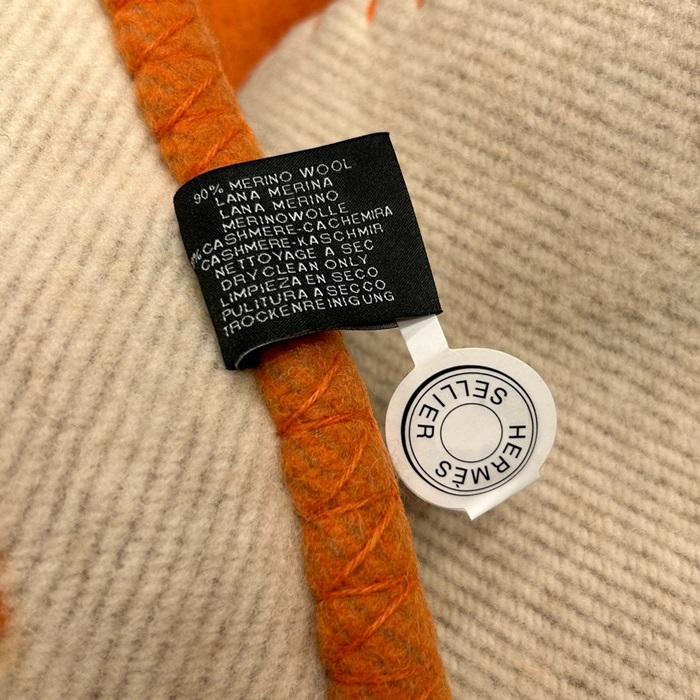 90% MERINO WOOL
LANA MERINA
LANA MERINO
MERINOWOLLE
% CASHMERE-CACHEMIRA
CASHMERE-KASCHMIR
NETTOYAGE A SEC
DRY CLEAN ONLY
LIMPIEZA EN SECO
PULITURA A SECCO
TROCKENREINIGUNG
HERMÈS
SELLIER